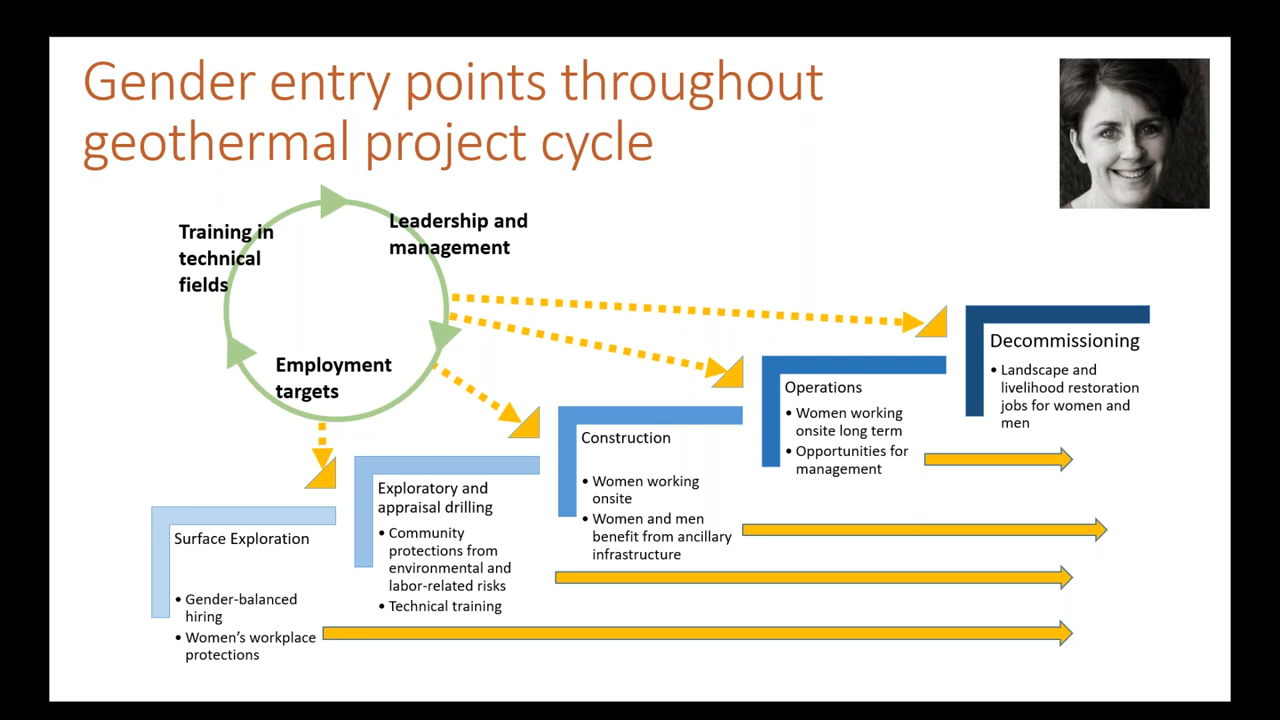 Gender entry points throughout
geothermal project cycle
Training in
technical
fields
Leadership and
management
Employment
targets
Surface Exploration
• Gender-balanced
hiring
• Women’s workplace
protections
Exploratory and
appraisal drilling
• Community
protections from
environmental and
labor-related risks
• Technical training
Construction
• Women working
onsite
• Women and men
benefit from ancillary
infrastructure
Operations
• Women working
onsite long term
• Opportunities for
management
Decommissioning
• Landscape and
livelihood restoration
jobs for women and
men